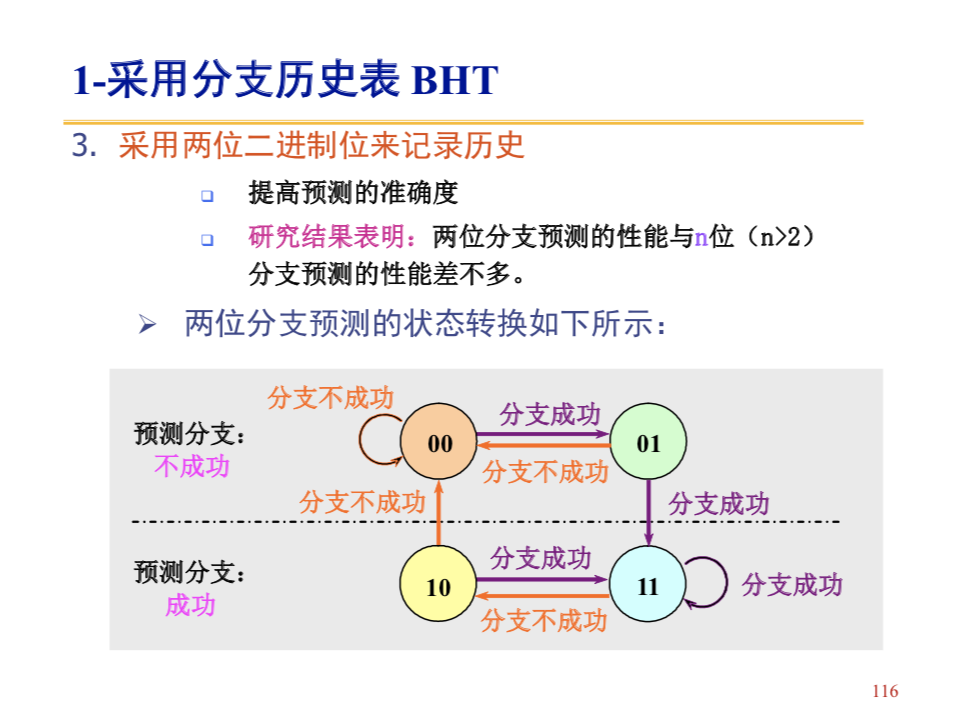 1-采用分支历史表 BHT
3. 采用两位二进制位来记录历史
提高预测的准确度
研究结果表明：两位分支预测的性能与n位（n>2）
分支预测的性能差不多。
两位分支预测的状态转换如下所示：
分支不成功
分支成功
预测分支：
00
01
不成功
分支不成功
分支不成功
分支成功
分支成功
预测分支：
10
11
分支成功
成功
分支不成功
116